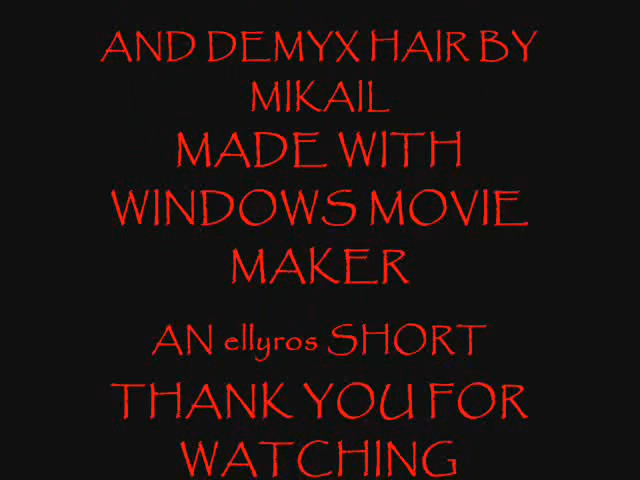 AND DEMYX HAIR BY
MIKAIL
MADE WITH
WINDOWS MOVIE
MAKER
AN ellyros SHORT
THANK YOU FOR
WATCHING